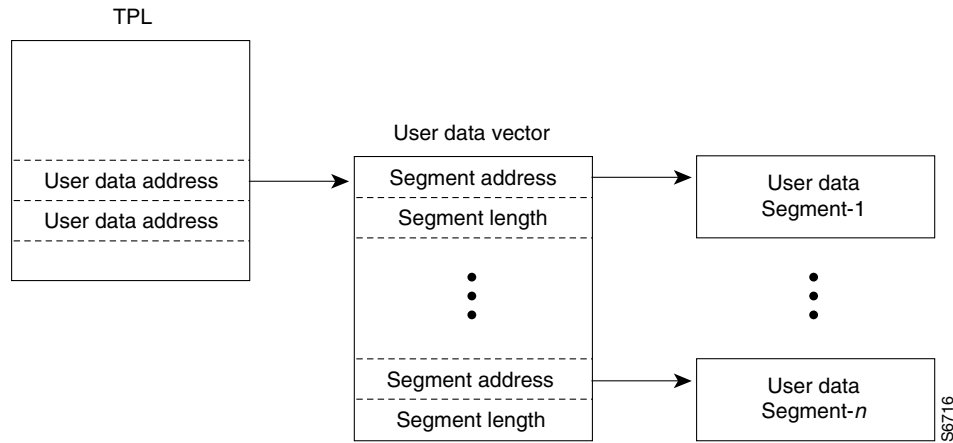 TPL
User data vector
User data address
User data address
Segment address
Segment length
Segment address
Segment length
User data
Segment-1
User data
Segment-n
S6716